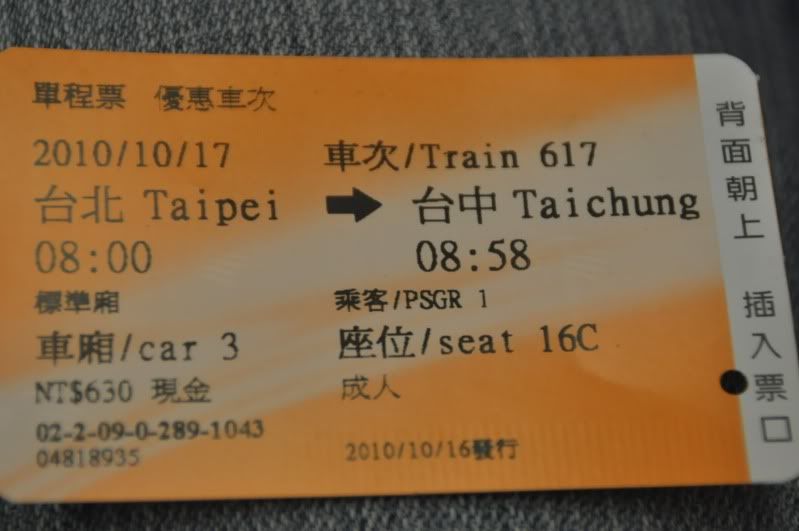 單程票 優惠車次
2010/10/17 車次/Train 617
台北 Taipei → 台中 Taichung
08:00 08:58
標準廂 乘客/PSGR 1
車廂/car 3 座位/seat 16C
NT$630 現金 成人
02-2-09-0-289-1043
04818935 2010/10/16發行
背面朝上 插入票口